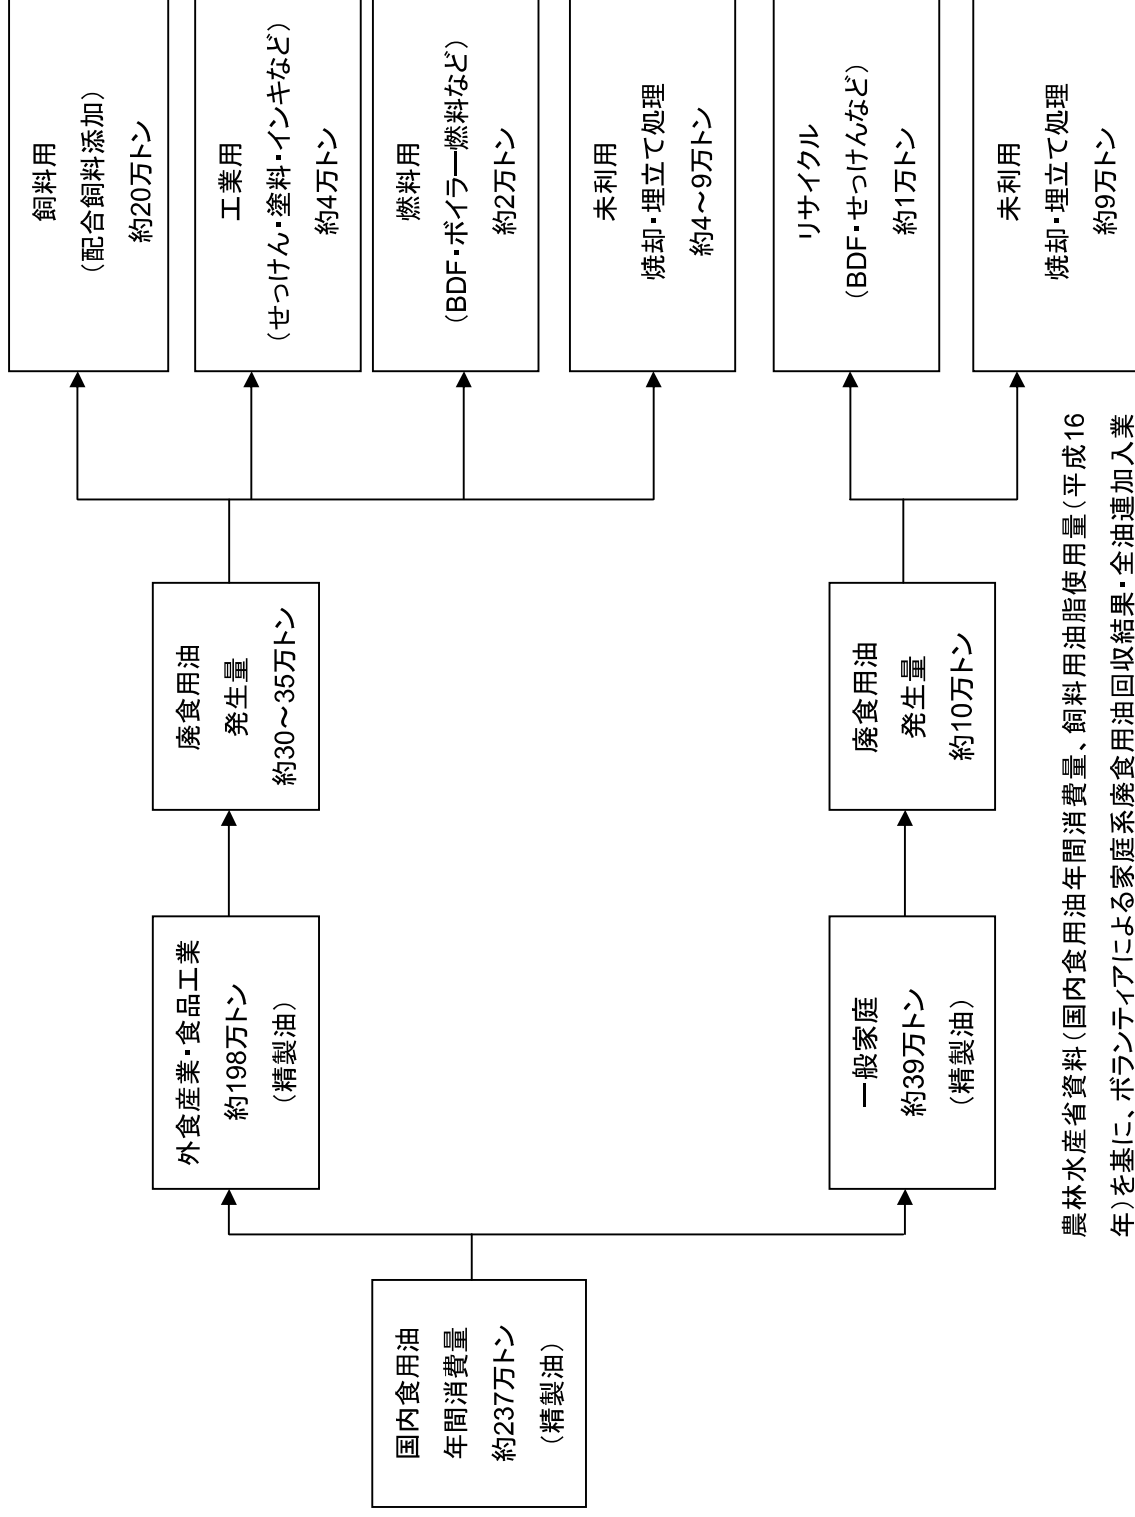 国内食用油
年間消費量
約237万トン
（精製油）
外食産業・食品工業
約198万トン
（精製油）
廃食用油
発生量
約30～35万トン
飼料用
（配合飼料添加）
約20万トン
工業用
（せっけん・塗料・インキなど）
約4万トン
燃料用
（BDF・ボイラー燃料など）
約2万トン
未利用
焼却・埋立て処理
約4～9万トン
一般家庭
約39万トン
（精製油）
廃食用油
発生量
約10万トン
リサイクル
（BDF・せっけんなど）
約1万トン
未利用
焼却・埋立て処理
約9万トン
農林水産省資料（国内食用油年間消費量、飼料用油脂使用量（平成16
年）を基に、ボランティアによる家庭系廃食用油回収結果・全油連加入業